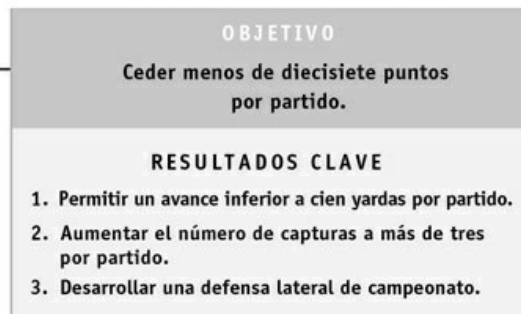 OBJETIVO
Ceder menos de diecisiete puntos
por partido.
RESULTADOS CLAVE
1. Permitir un avance inferior a cien yardas por partido.
2. Aumentar el número de capturas a más de tres
por partido.
3. Desarrollar una defensa lateral de campeonato.